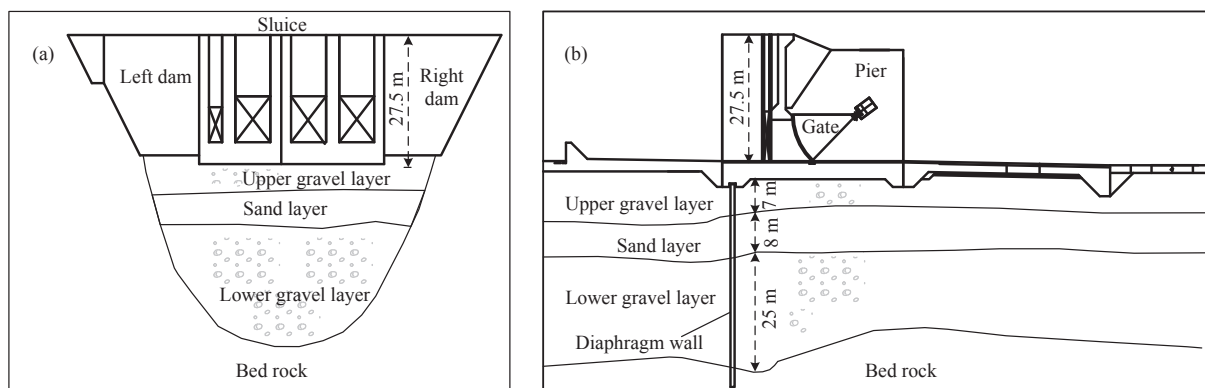 (a)
Sluice
Left dam
27.5 m
Right
dam
Upper gravel layer
Sand layer
Lower gravel layer
Bed rock
(b)
27.5 m
Pier
Gate
Upper gravel layer
7 m
Sand layer
8 m
Lower gravel layer
25 m
Diaphragm wall
Bed rock